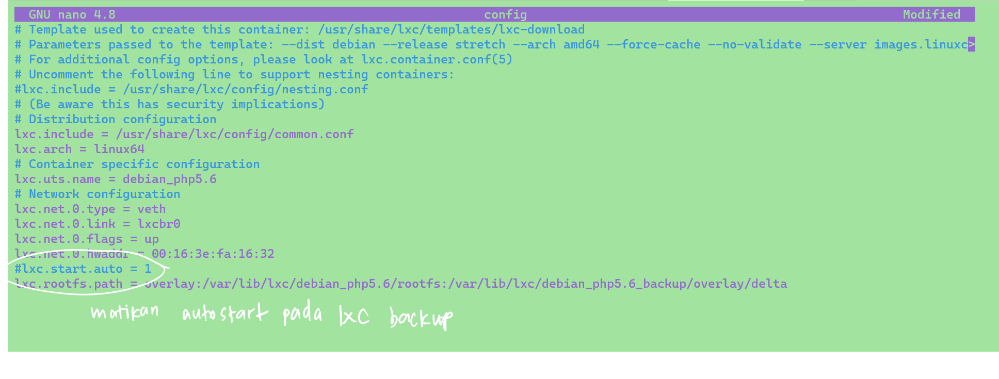 GNU nano 4.8 config Modified
# Template used to create this container: /usr/share/lxc/templates/lxc-download
# Parameters passed to the template: --dist debian --release stretch --arch amd64 --force-cache --no-validate --server images.linuxc>
# For additional config options, please look at lxc.container.conf(5)
# Uncomment the following line to support nesting containers:
#lxc.include = /usr/share/lxc/config/nesting.conf
# (Be aware this has security implications)
# Distribution configuration
lxc.include = /usr/share/lxc/config/common.conf
lxc.arch = linux64
# Container specific configuration
lxc.uts.name = debian_php5.6
# Network configuration
lxc.net.0.type = veth
lxc.net.0.link = lxcbr0
lxc.net.0.flags = up
lxc.net.0.hwaddr = 00:16:3e:fa:16:32
#lxc.start.auto = 1
lxc.rootfs.path = overlay:/var/lib/lxc/debian_php5.6/rootfs:/var/lib/lxc/debian_php5.6_backup/overlay/delta
matikan autostart pada lxc backup